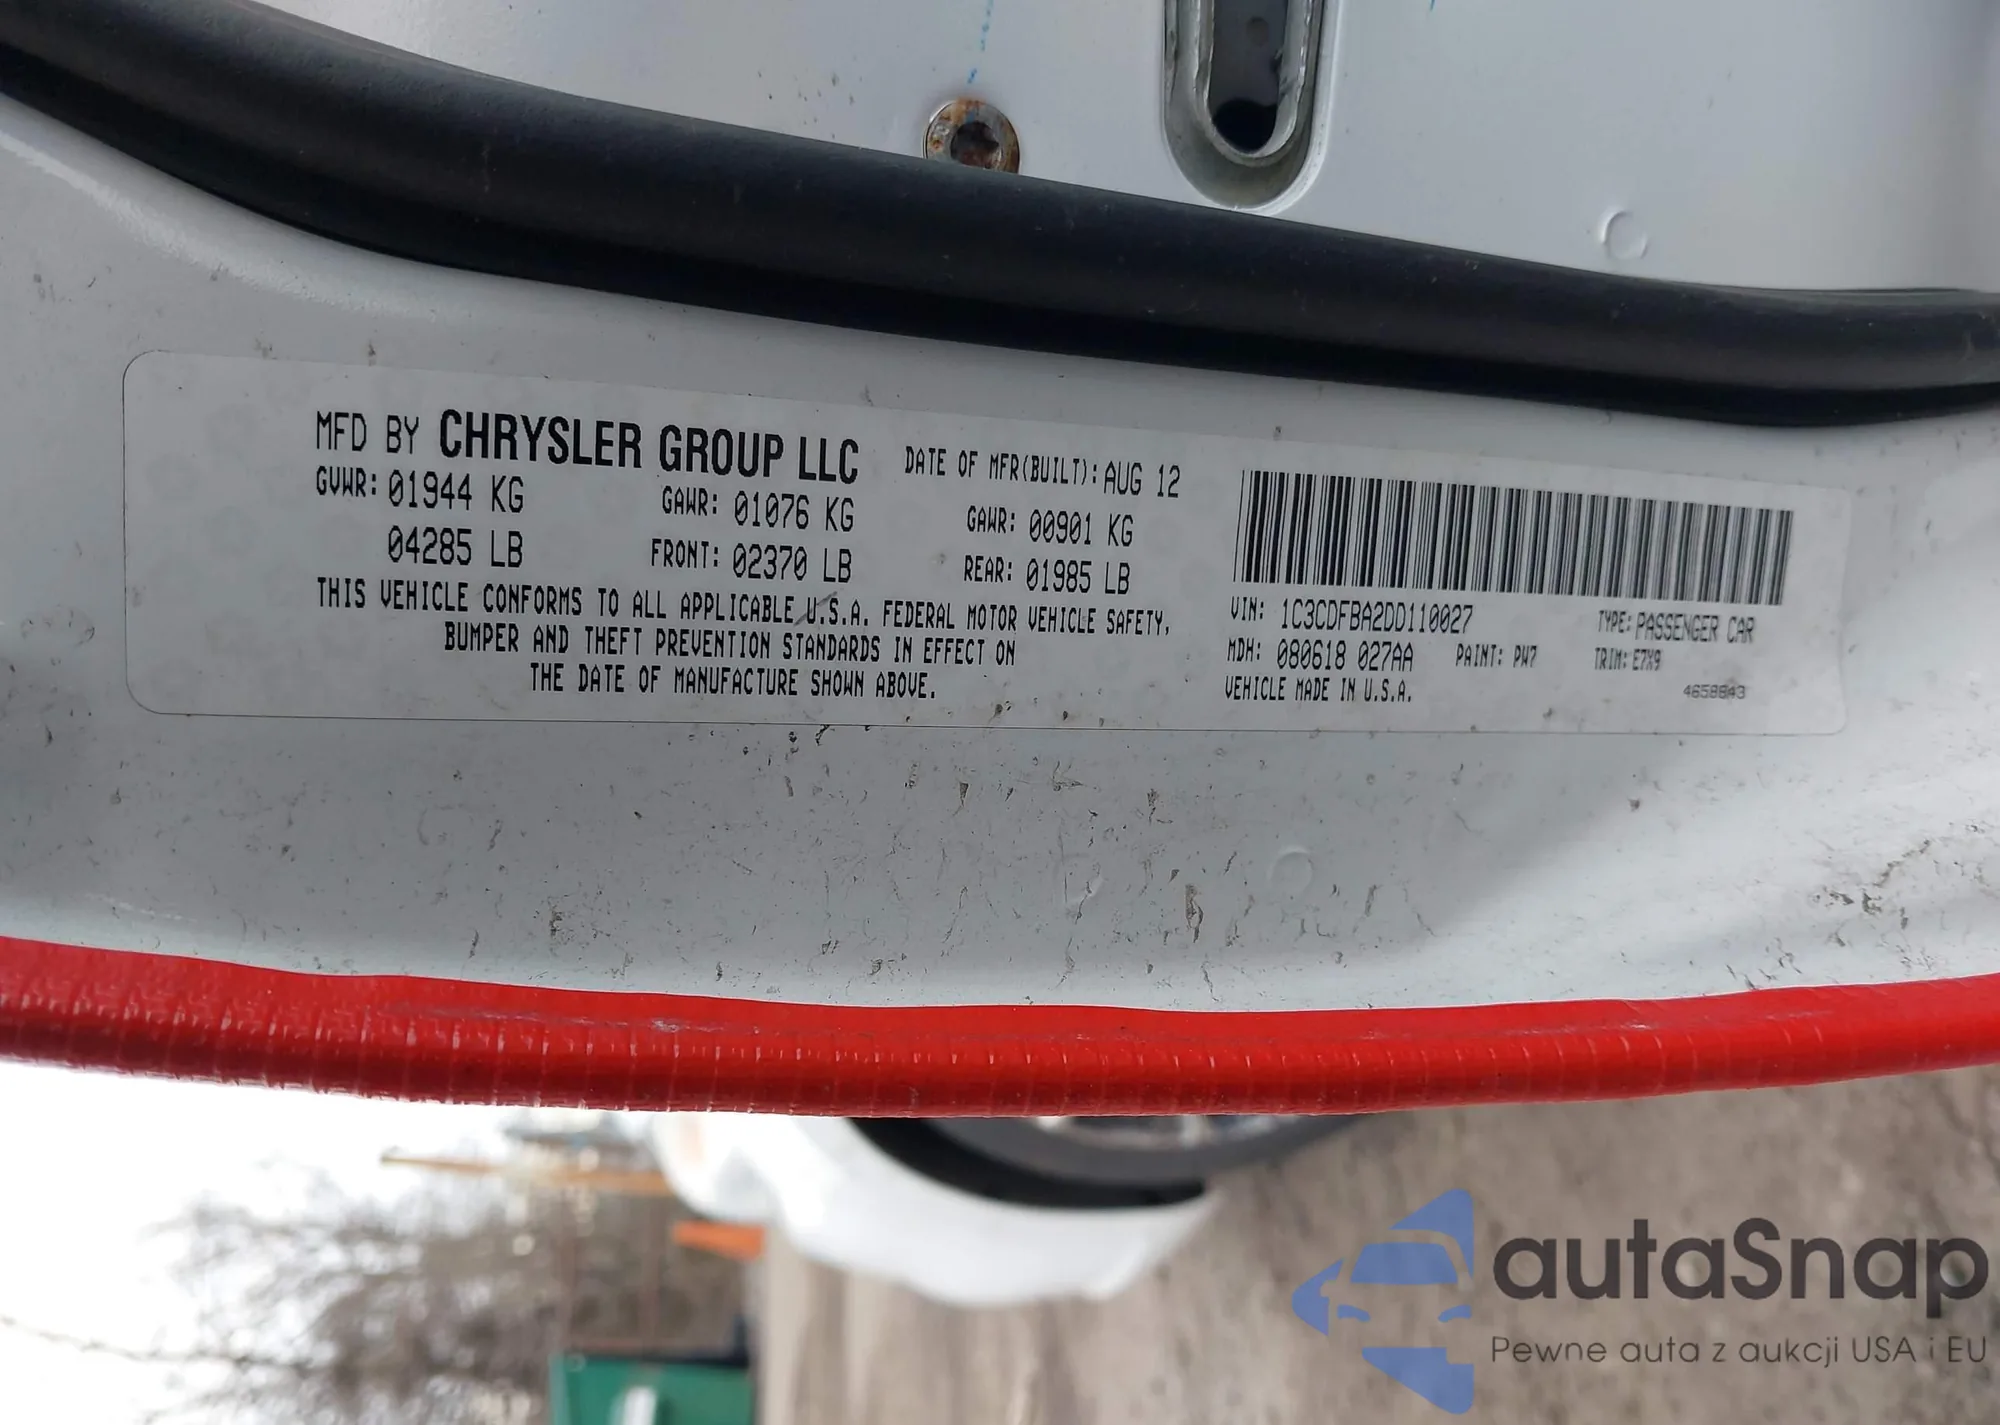 MFD BY CHRYSLER GROUP LLC DATE OF MFR(BUILT): AUG 12
GVWR: 01944 KG GAWR: 01076 KG GAWR: 00901 KG
04285 LB FRONT: 02370 LB REAR: 01985 LB
THIS VEHICLE CONFORMS TO ALL APPLICABLE U.S.A. FEDERAL MOTOR VEHICLE SAFETY,
BUMPER AND THEFT PREVENTION STANDARDS IN EFFECT ON
THE DATE OF MANUFACTURE SHOWN ABOVE.
VIN: 1C3CDFBA2DD110027 TYPE: PASSENGER CAR
MDH: 080618 027AA PAINT: PW7 TRIM: E7X9
VEHICLE MADE IN U.S.A. 4658843
autaSnap
Pewne auta z aukcji USA i EU